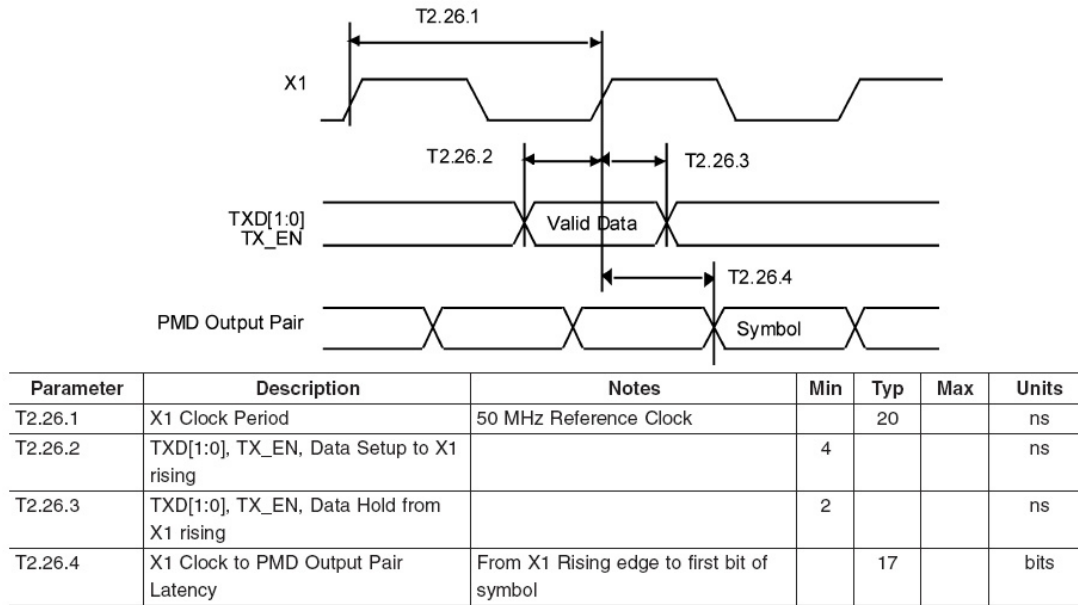 T2.26.1
X1
T2.26.2
T2.26.3
TXD[1:0]
TX_EN
Valid Data
T2.26.4
PMD Output Pair
Symbol
Parameter Description Notes Min Typ Max Units
T2.26.1 X1 Clock Period 50 MHz Reference Clock 20 ns
T2.26.2 TXD[1:0], TX_EN, Data Setup to X1 4 ns
rising
T2.26.3 TXD[1:0], TX_EN, Data Hold from 2 ns
X1 rising
T2.26.4 X1 Clock to PMD Output Pair From X1 Rising edge to first bit of 17 bits
Latency symbol